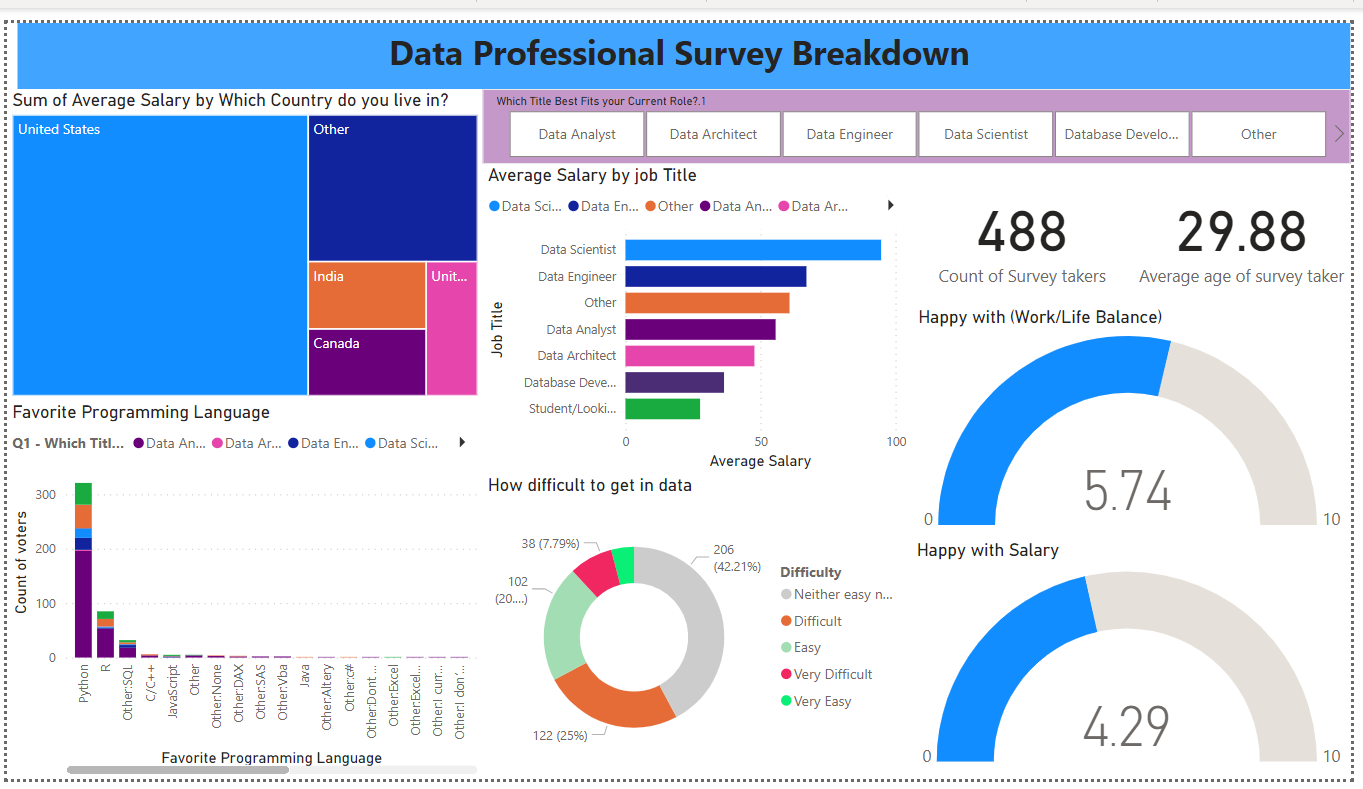 Data Professional Survey Breakdown
Sum of Average Salary by Which Country do you live in?
United States
Other
India
Unit...
Canada
Which Title Best Fits your Current Role?.1
Data Analyst
Data Architect
Data Engineer
Data Scientist
Database Develo...
Other
Average Salary by job Title
Data Sci...
Data En...
Other
Data An...
Data Ar...
Job Title
Data Scientist
Data Engineer
Other
Data Analyst
Data Architect
Database Deve...
Student/Looki...
0
50
100
Average Salary
488
Count of Survey takers
29.88
Average age of survey taker
Happy with (Work/Life Balance)
5.74
0
10
Favorite Programming Language
Q1 - Which Titl...
Data An...
Data Ar...
Data En...
Data Sci...
Count of voters
300
200
100
0
Python
R
Other:SQL
C/C++
JavaScript
Other
Other:None
Other:DAX
Other:SAS
Other:Vba
Java
Other:Altery
Other:c#
Other:Dont ...
Other:Excel
Other:Excel...
Other:I curr...
Other:I don'...
Favorite Programming Language
How difficult to get in data
38 (7.79%)
206
(42.21%)
102
(20....)
122 (25%)
Difficulty
Neither easy n...
Difficult
Easy
Very Difficult
Very Easy
Happy with Salary
4.29
0
10